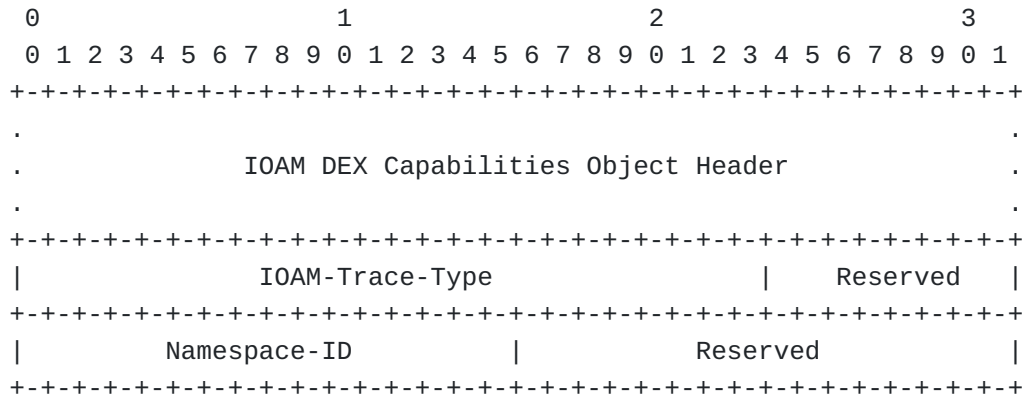 0                   1                   2                   3
 0 1 2 3 4 5 6 7 8 9 0 1 2 3 4 5 6 7 8 9 0 1 2 3 4 5 6 7 8 9 0 1
+-+-+-+-+-+-+-+-+-+-+-+-+-+-+-+-+-+-+-+-+-+-+-+-+-+-+-+-+-+-+-+-+
.                                                               .
.              IOAM DEX Capabilities Object Header              .
.                                                               .
+-+-+-+-+-+-+-+-+-+-+-+-+-+-+-+-+-+-+-+-+-+-+-+-+-+-+-+-+-+-+-+-+
|               IOAM-Trace-Type                 |    Reserved   |
+-+-+-+-+-+-+-+-+-+-+-+-+-+-+-+-+-+-+-+-+-+-+-+-+-+-+-+-+-+-+-+-+
|         Namespace-ID          |           Reserved            |
+-+-+-+-+-+-+-+-+-+-+-+-+-+-+-+-+-+-+-+-+-+-+-+-+-+-+-+-+-+-+-+-+